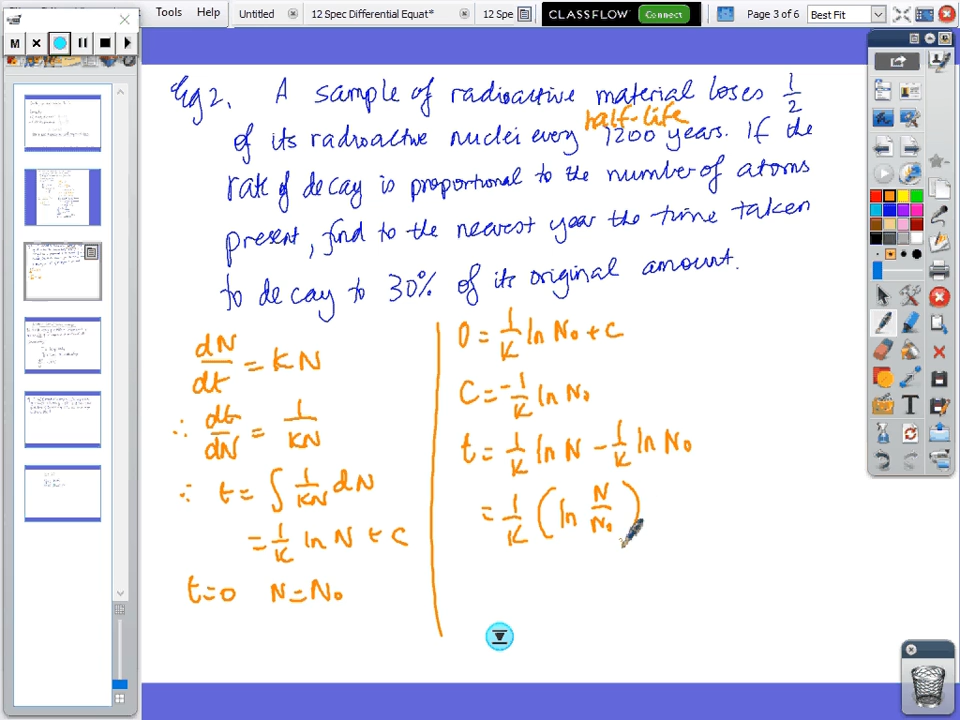 Tools Help Untitled 12 Spec Differential Equat* 12 Spe CLASSFLOW Connect Page 3 of 6 Best Fit
M
Eg 2. A sample of radioactive material loses 1/2
half-life
of its radioactive nuclei every 1200 years. If the
rate of decay is proportional to the number of atoms
present, find to the nearest year the time taken
to decay to 30% of its original amount.
dN/dt = KN
∴ dt/dN = 1/KN
∴ t = ∫ 1/KN dN
= 1/K ln N + C
t=0 N=N₀
0 = 1/K ln N₀ + C
C = -1/K ln N₀
t = 1/K ln N - 1/K ln N₀
= 1/K (ln N/N₀)
T